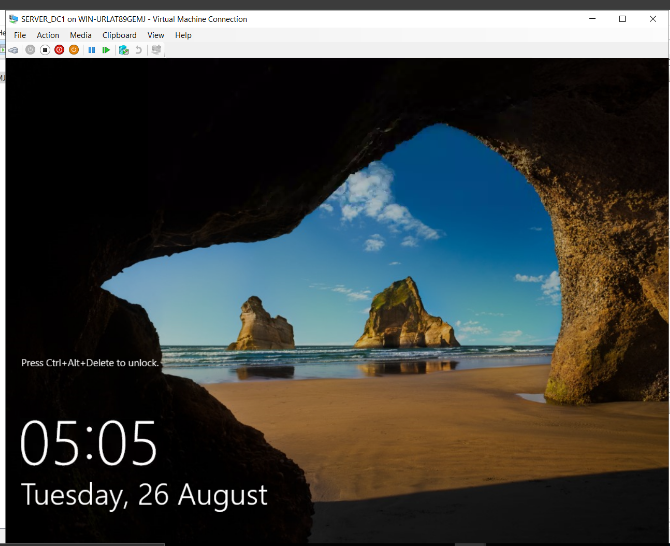 SERVER_DC1 on WIN-URLAT89GEMJ - Virtual Machine Connection
File Action Media Clipboard View Help
Press Ctrl+Alt+Delete to unlock.
05:05
Tuesday, 26 August